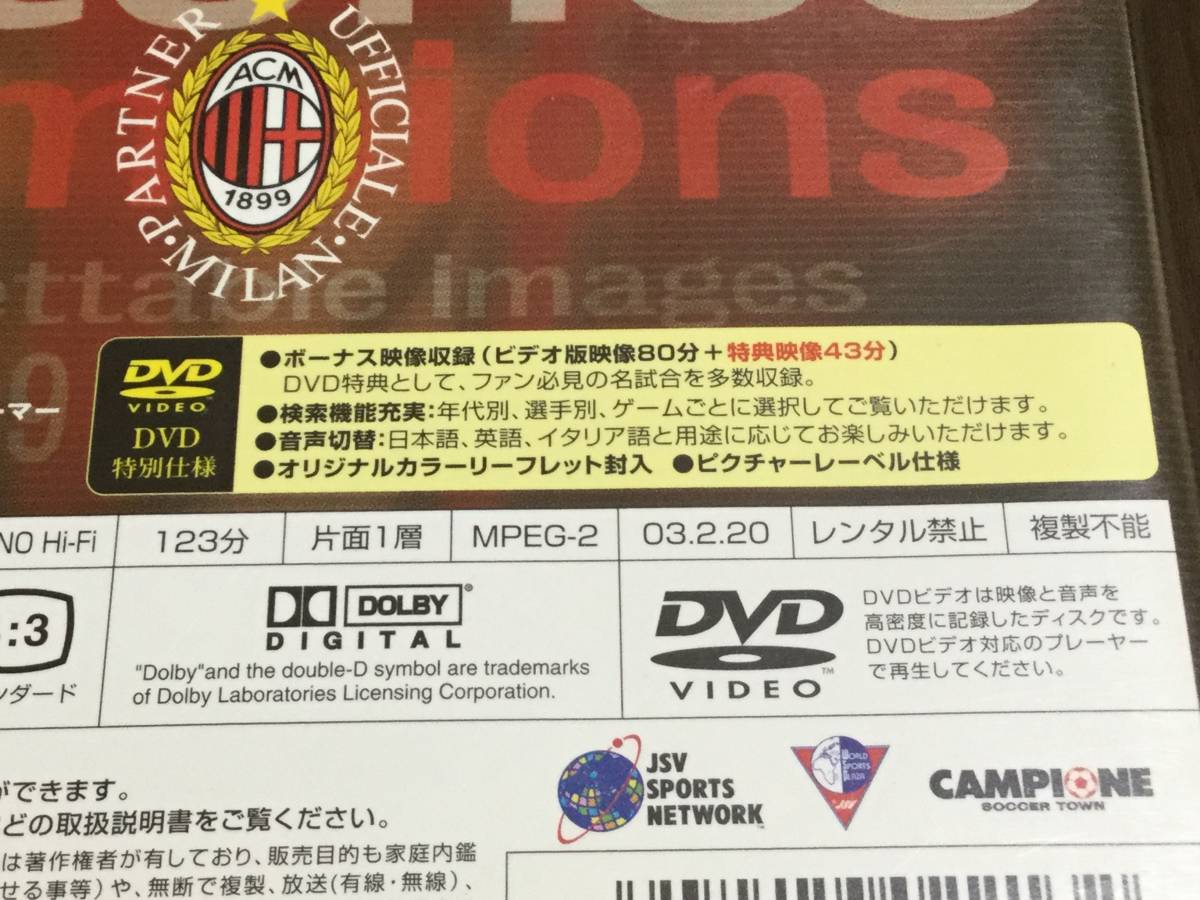 PARTNER UFFICIALE · MILAN ·
ACM
1899
ions
ttable images
ーマー
DVD
VIDEO
DVD
特別仕様
●ボーナス映像収録(ビデオ版映像80分+特典映像43分)
DVD特典として、ファン必見の名試合を多数収録。
●検索機能充実:年代別、選手別、ゲームごとに選択してご覧いただけます。
●音声切替:日本語、英語、イタリア語と用途に応じてお楽しみいただけます。
●オリジナルカラーリーフレット封入 ●ピクチャーレーベル仕様
NO Hi-Fi 123分 片面1層 MPEG-2 03.2.20 レンタル禁止 複製不能
:3
ンダード
DOLBY
DIGITAL
"Dolby"and the double-D symbol are trademarks
of Dolby Laboratories Licensing Corporation.
DVD
VIDEO
DVDビデオは映像と音声を
高密度に記録したディスクです。
DVDビデオ対応のプレーヤー
で再生してください。
ができます。
どの取扱説明書をご覧ください。
は著作権者が有しており、販売目的も家庭内鑑
せる事等)や、無断で複製、放送(有線・無線)、
JSV
SPORTS
NETWORK
WORLD
SPORTS
PLAZA
JSV
CAMPIONE
SOCCER TOWN